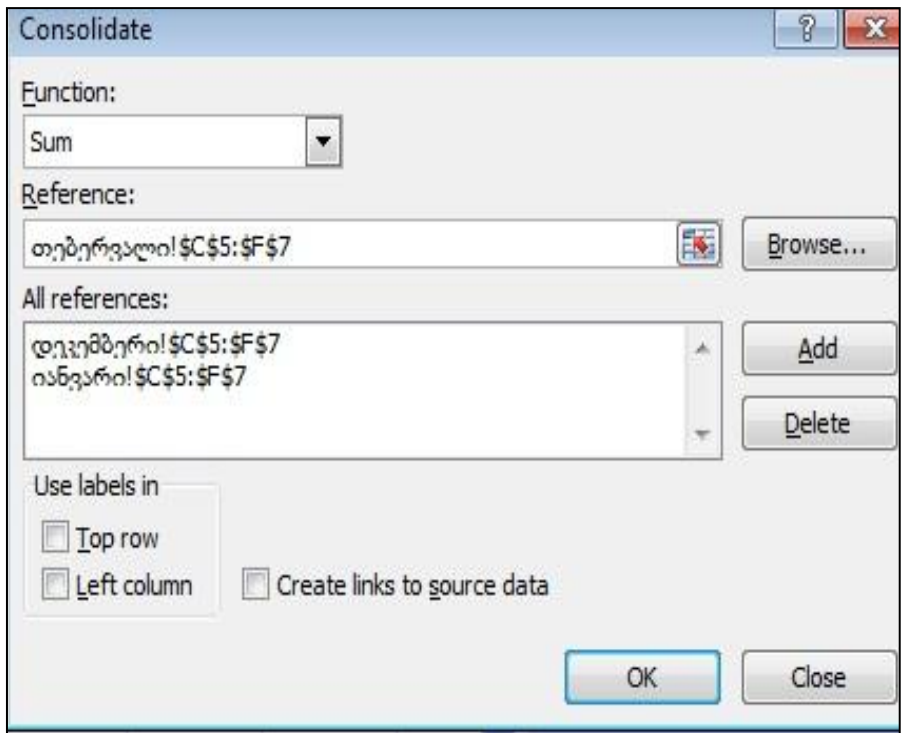 Consolidate
Function:
Sum
Reference:
თებერვალი!$C$5:$F$7
Browse...
All references:
დეკემბერი!$C$5:$F$7
იანვარი!$C$5:$F$7
Add
Delete
Use labels in
Top row
Left column
Create links to source data
OK
Close